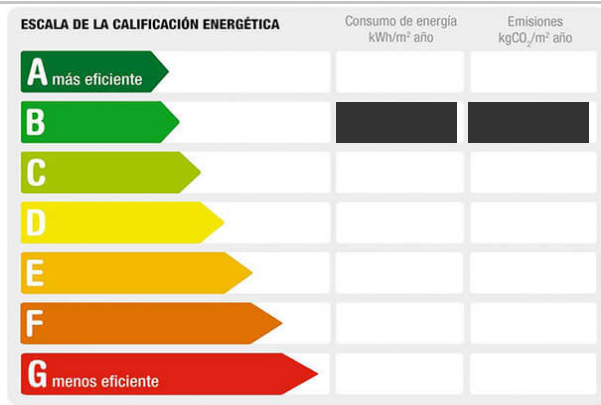 ESCALA DE LA CALIFICACIÓN ENERGÉTICA
Consumo de energía
kWh/m² año
Emisiones
kgCO₂/m² año
A más eficiente
B
C
D
E
F
G menos eficiente